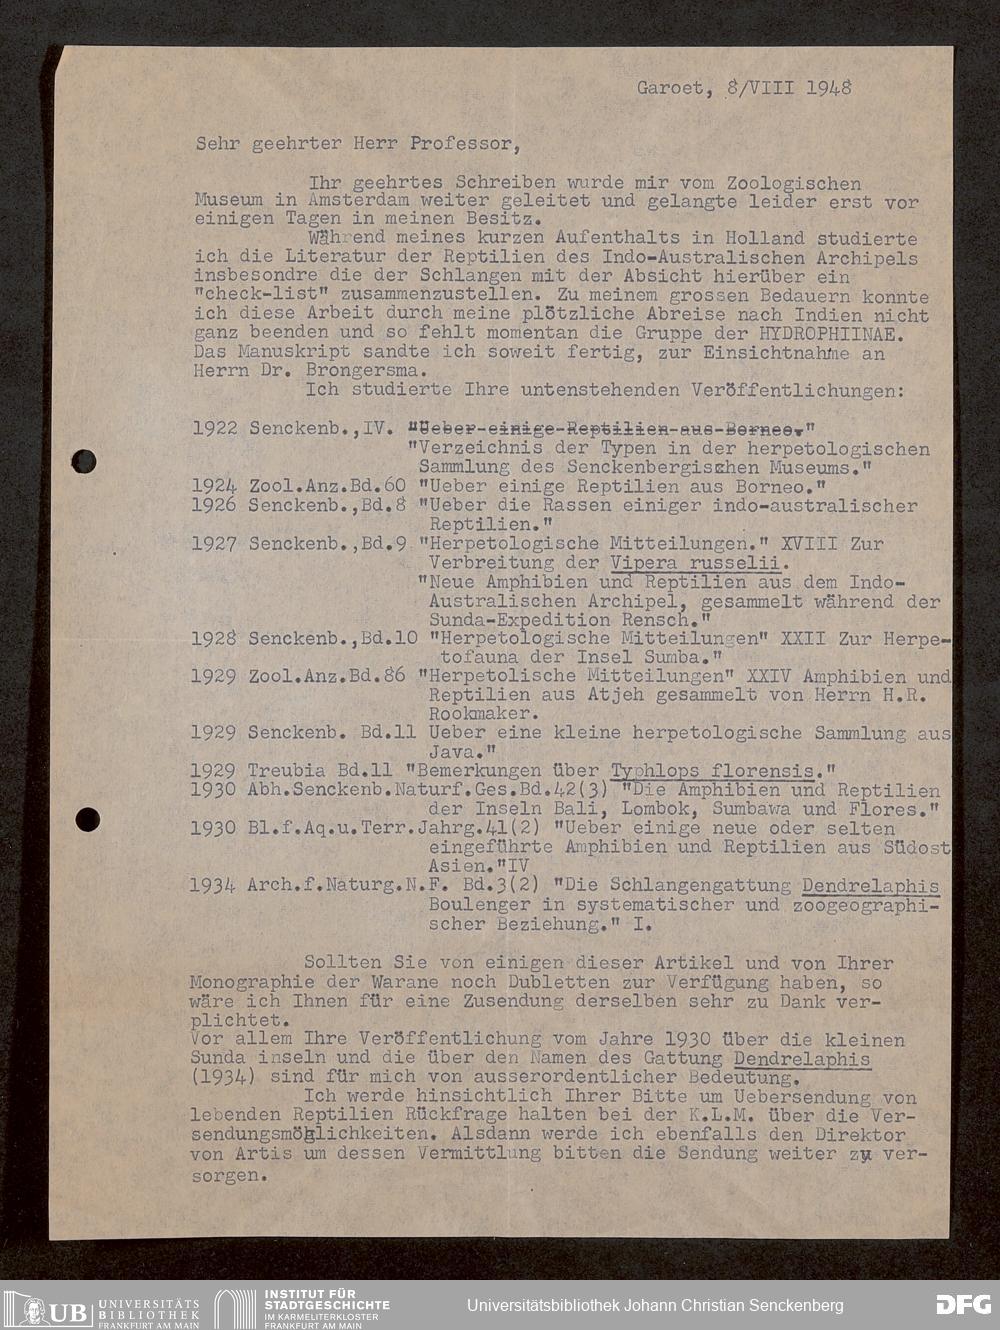 Garoet, 8/VIII 1948
Sehr geehrter Herr Professor,
Ihr geehrtes Schreiben wurde mir vom Zoologischen
Museum in Amsterdam weiter geleitet und gelangte leider erst vor
einigen Tagen in meinen Besitz.
Während meines kurzen Aufenthalts in Holland studierte
ich die Literatur der Reptilien des Indo-Australischen Archipels
insbesondre die der Schlangen mit der Absicht hierüber ein
"check-list" zusammenzustellen. Zu meinem grossen Bedauern konnte
ich diese Arbeit durch meine plötzliche Abreise nach Indien nicht
ganz beenden und so fehlt momentan die Gruppe der HYDROPHIINAE.
Das Manuskript sandte ich soweit fertig, zur Einsichtnahme an
Herrn Dr. Brongersma.
Ich studierte Ihre untenstehenden Veröffentlichungen:
1922 Senckenb.,IV. "Ueber-einige-Reptilien-aus-Borneo."
"Verzeichnis der Typen in der herpetologischen
Sammlung des Senckenbergischen Museums."
1924 Zool.Anz.Bd.60 "Ueber einige Reptilien aus Borneo."
1926 Senckenb.,Bd.8 "Ueber die Rassen einiger indo-australischer
Reptilien."
1927 Senckenb.,Bd.9 "Herpetologische Mitteilungen." XVIII Zur
Verbreitung der Vipera russelii.
"Neue Amphibien und Reptilien aus dem Indo-
Australischen Archipel, gesammelt während der
Sunda-Expedition Rensch."
1928 Senckenb.,Bd.10 "Herpetologische Mitteilungen" XXII Zur Herpe-
tofauna der Insel Sumba."
1929 Zool.Anz.Bd.86 "Herpetolische Mitteilungen" XXIV Amphibien und
Reptilien aus Atjeh gesammelt von Herrn H.R.
Rookmaker.
1929 Senckenb. Bd.11 Ueber eine kleine herpetologische Sammlung aus
Java."
1929 Treubia Bd.11 "Bemerkungen über Typhlops florensis."
1930 Abh.Senckenb.Naturf.Ges.Bd.42(3) "Die Amphibien und Reptilien
der Inseln Bali, Lombok, Sumbawa und Flores."
1930 Bl.f.Aq.u.Terr.Jahrg.41(2) "Ueber einige neue oder selten
eingeführte Amphibien und Reptilien aus Südost
Asien."IV
1934 Arch.f.Naturg.N.F. Bd.3(2) "Die Schlangengattung Dendrelaphis
Boulenger in systematischer und zoogeographi-
scher Beziehung." I.
Sollten Sie von einigen dieser Artikel und von Ihrer
Monographie der Warane noch Dubletten zur Verfügung haben, so
wäre ich Ihnen für eine Zusendung derselben sehr zu Dank ver-
plichtet.
Vor allem Ihre Veröffentlichung vom Jahre 1930 über die kleinen
Sunda inseln und die über den Namen des Gattung Dendrelaphis
(1934) sind für mich von ausserordentlicher Bedeutung.
Ich werde hinsichtlich Ihrer Bitte um Uebersendung von
lebenden Reptilien Rückfrage halten bei der K.L.M. über die Ver-
sendungsmöglichkeiten. Alsdann werde ich ebenfalls den Direktor
von Artis um dessen Vermittlung bitten die Sendung weiter zu ver-
sorgen.
UB UNIVERSITÄTS
BIBLIOTHEK
FRANKFURT AM MAIN
INSTITUT FÜR
STADTGESCHICHTE
IM KARMELITERKLOSTER
FRANKFURT AM MAIN
Universitätsbibliothek Johann Christian Senckenberg
DFG